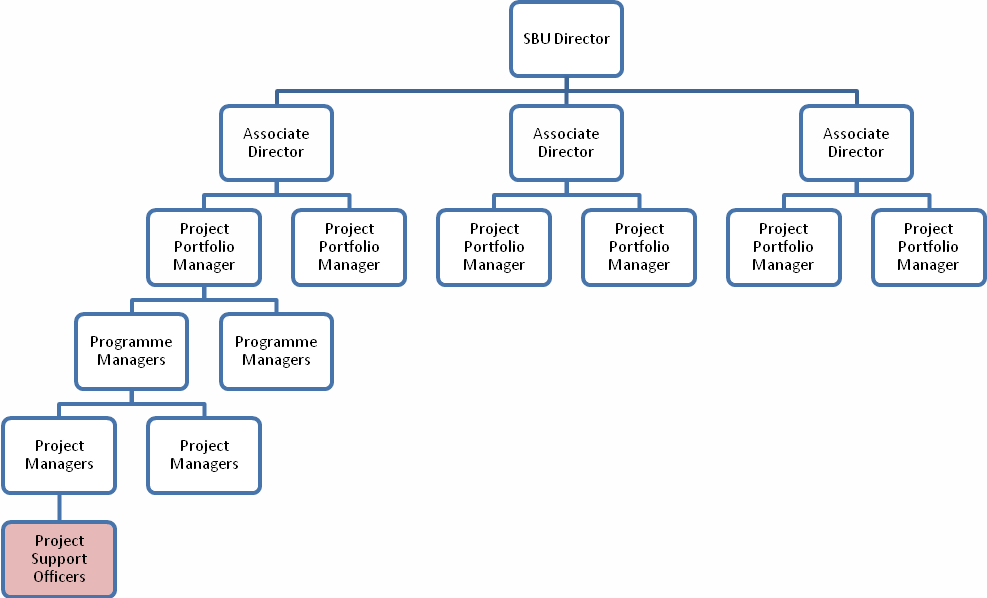 SBU Director
Associate
Director
Associate
Director
Associate
Director
Project
Portfolio
Manager
Project
Portfolio
Manager
Project
Portfolio
Manager
Project
Portfolio
Manager
Project
Portfolio
Manager
Project
Portfolio
Manager
Programme
Managers
Programme
Managers
Project
Managers
Project
Managers
Project
Support
Officers